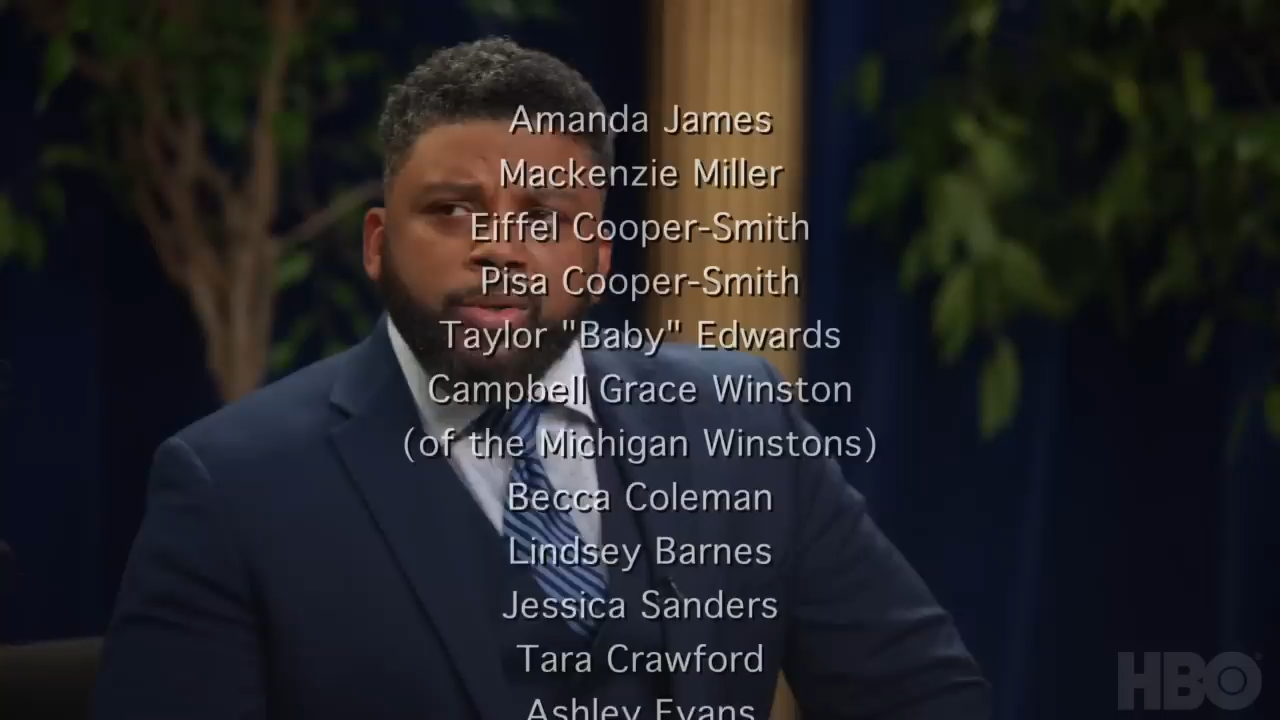 Amanda James
Mackenzie Miller
Eiffel Cooper-Smith
Pisa Cooper-Smith
Taylor "Baby" Edwards
Campbell Grace Winston
(of the Michigan Winstons)
Becca Coleman
Lindsey Barnes
Jessica Sanders
Tara Crawford
Ashley Evans
HBO